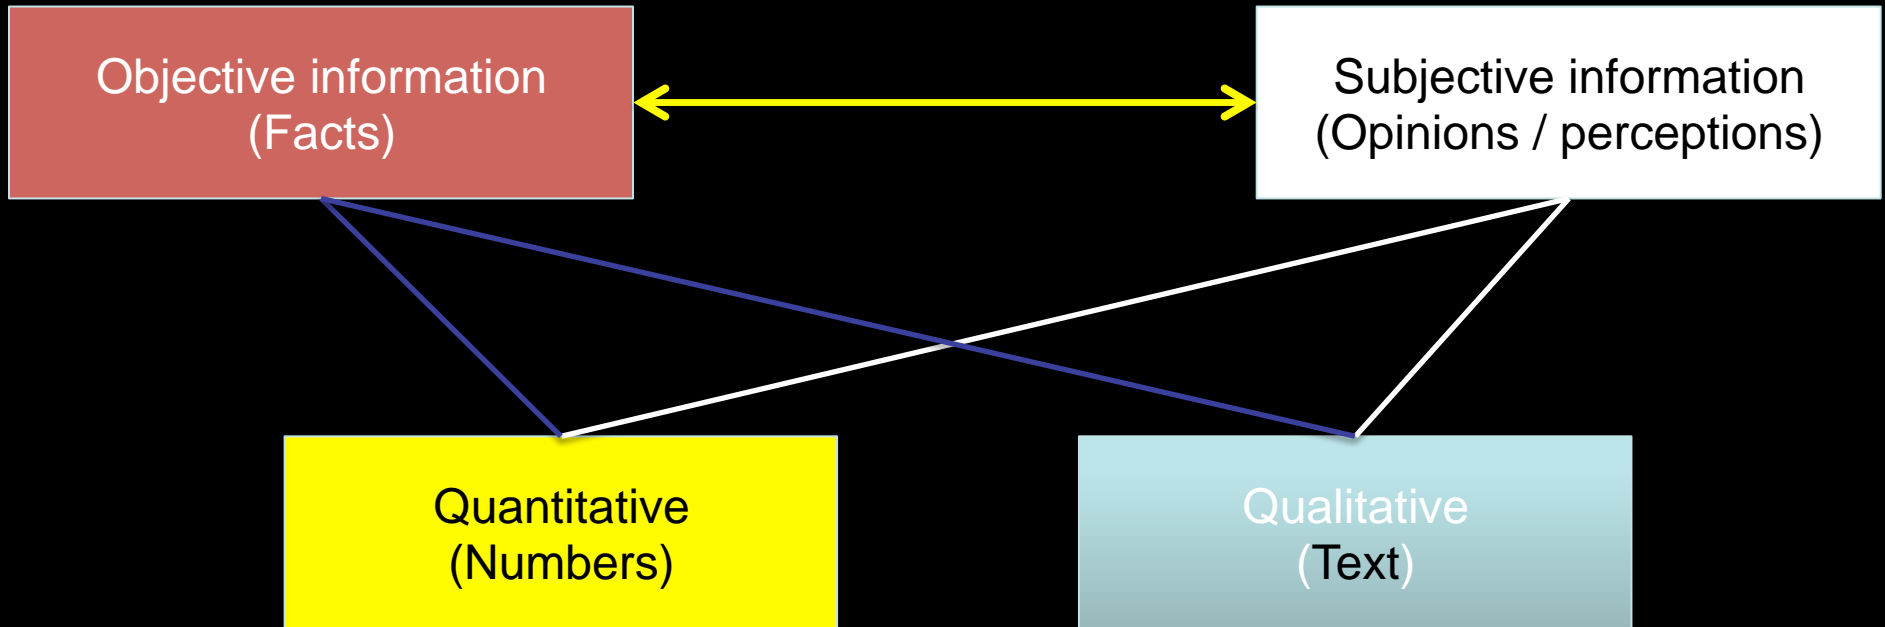 Objective information
(Facts)
Subjective information
(Opinions / perceptions)
Quantitative
(Numbers)
Qualitative
(Text)